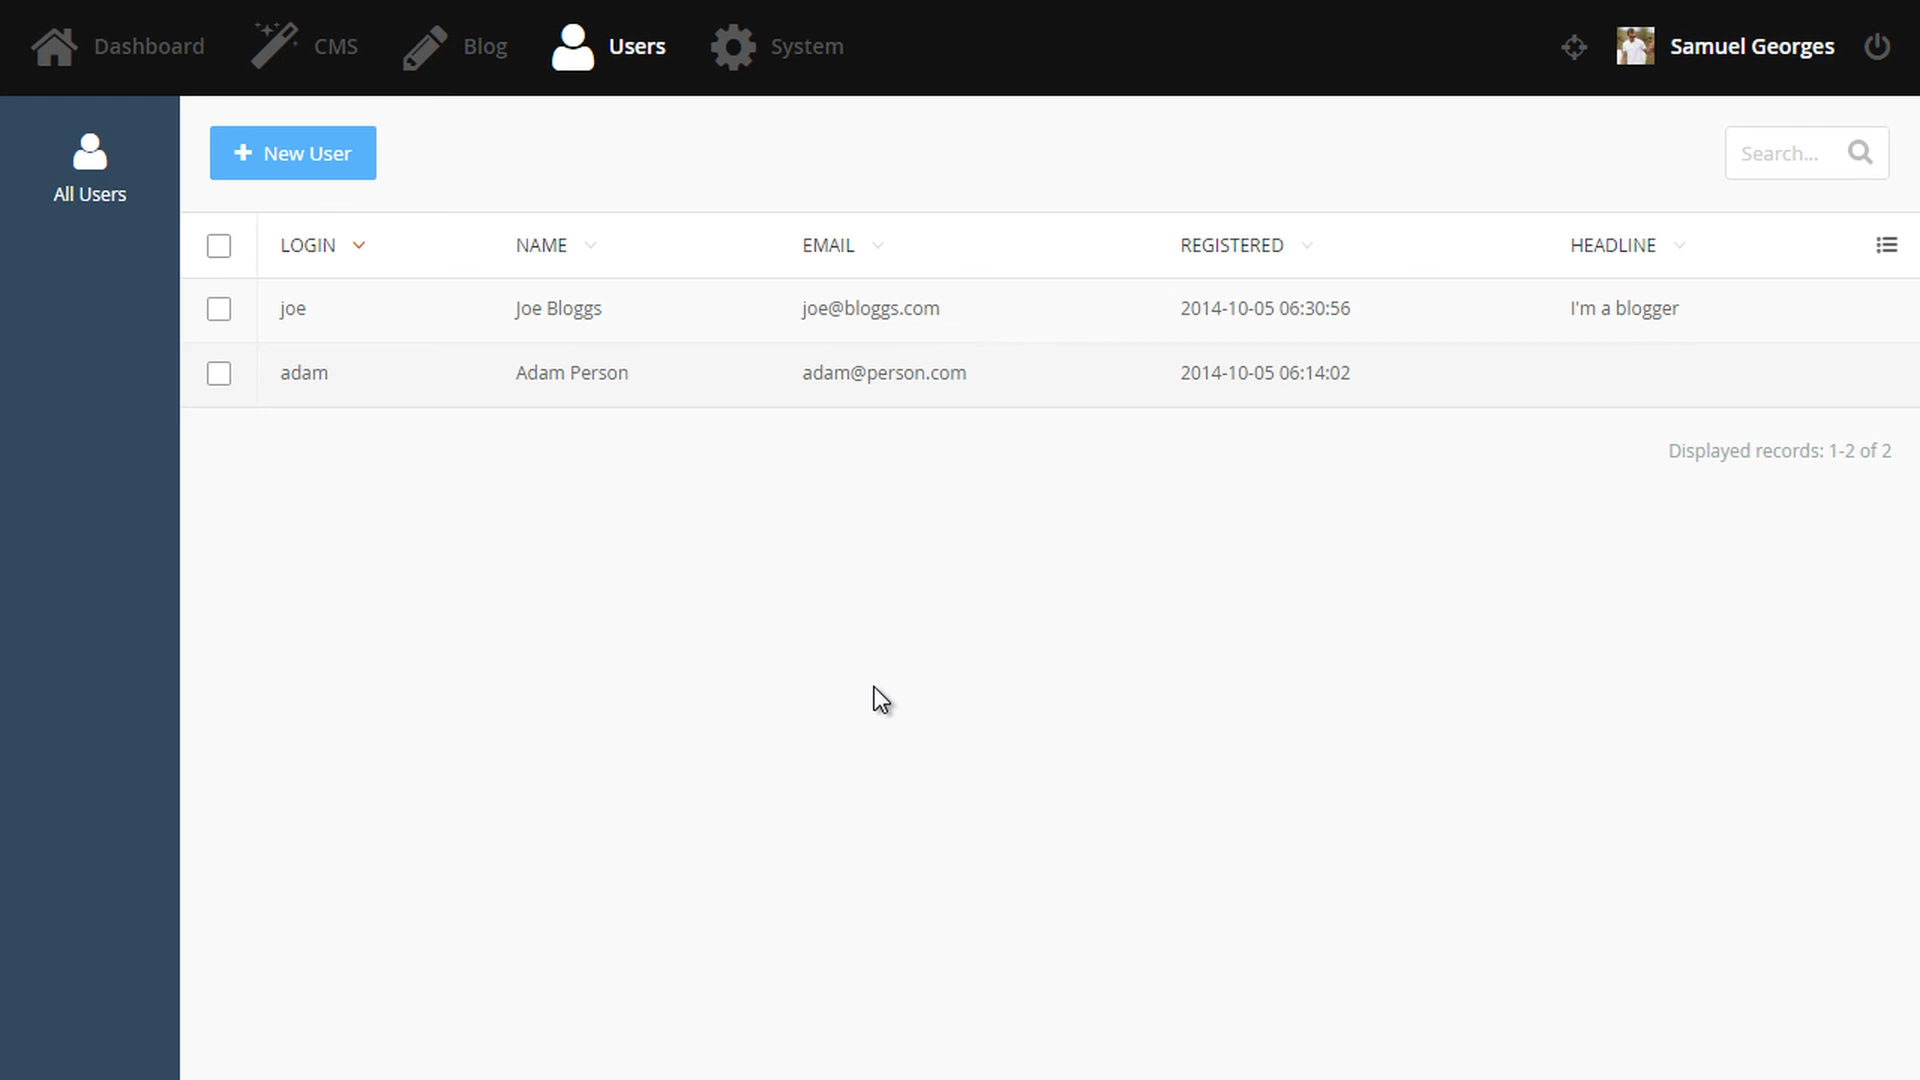 Dashboard CMS Blog Users System Samuel Georges
All Users
New User Search...
LOGIN NAME EMAIL REGISTERED HEADLINE
joe Joe Bloggs joe@bloggs.com 2014-10-05 06:30:56 I'm a blogger
adam Adam Person adam@person.com 2014-10-05 06:14:02
Displayed records: 1-2 of 2